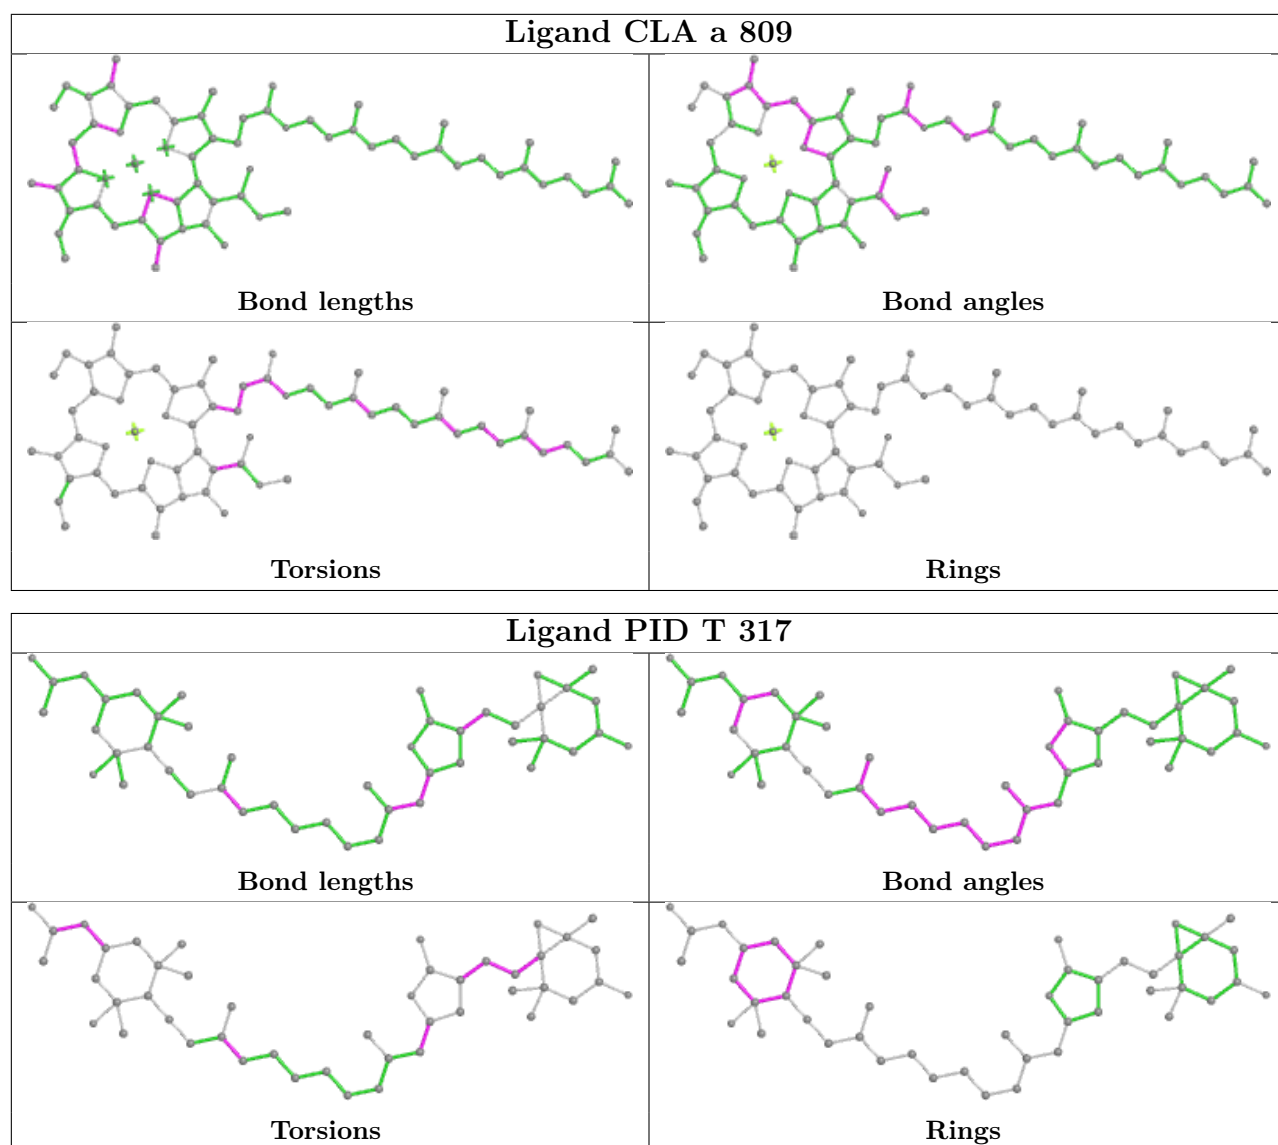 Ligand CLA a 809
Bond lengths
Bond angles
Torsions
Rings
Ligand PID T 317
Bond lengths
Bond angles
Torsions
Rings